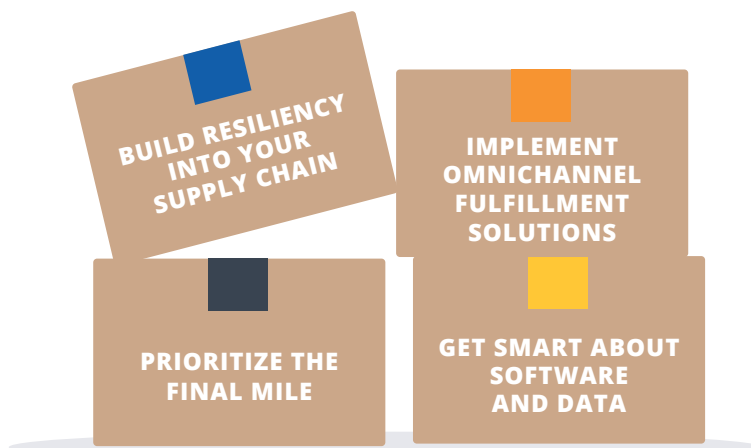 BUILD RESILIENCY
INTO YOUR
SUPPLY CHAIN
IMPLEMENT
OMNICHANNEL
FULFILLMENT
SOLUTIONS
PRIORITIZE THE
FINAL MILE
GET SMART ABOUT
SOFTWARE
AND DATA